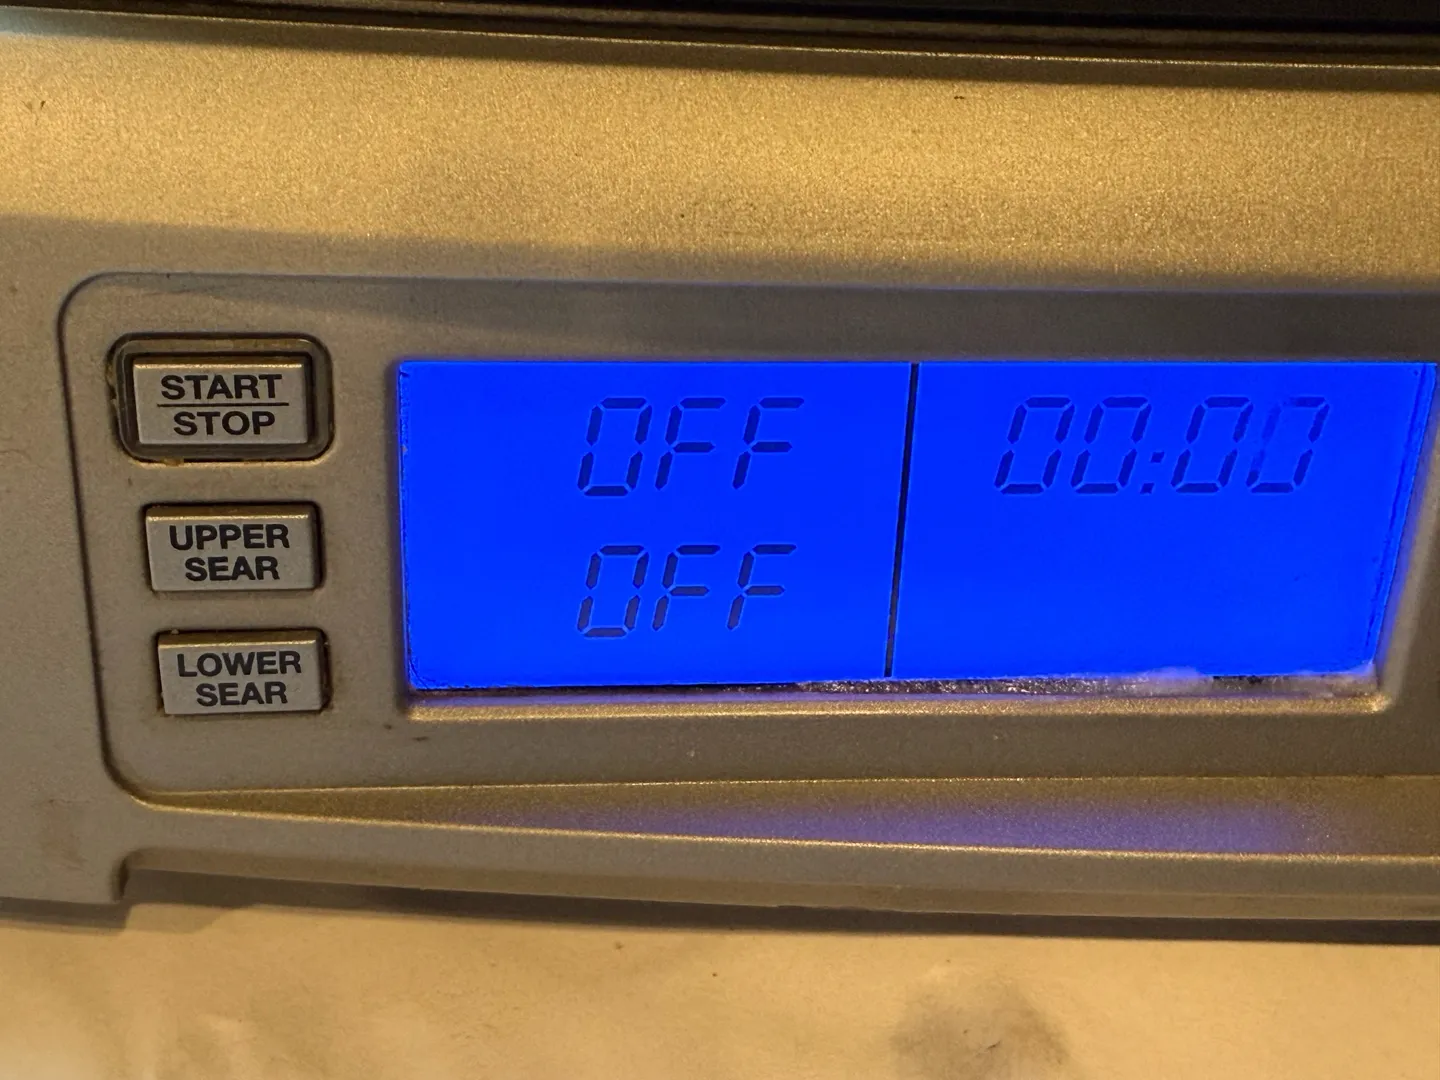 START
STOP
UPPER
SEAR
LOWER
SEAR
OFF 00:00
OFF